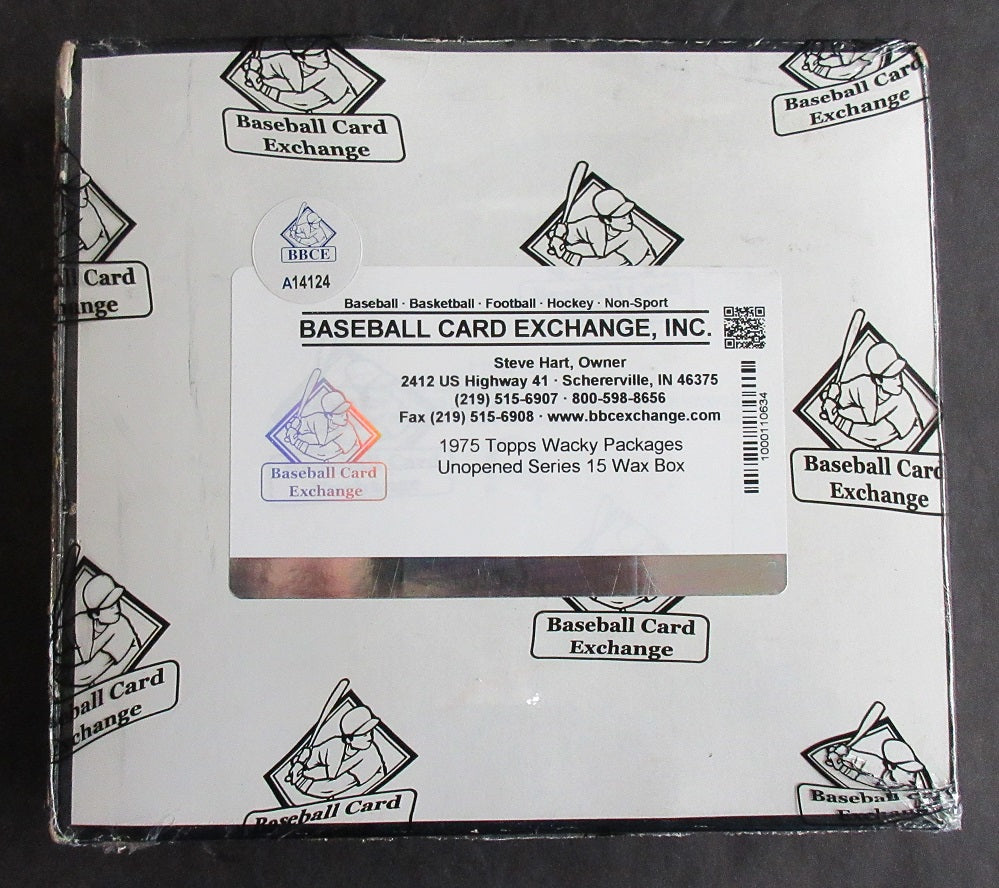 Baseball Card
Exchange
Baseball Card
Exchange
Card
BBCE
A14124
Baseball · Basketball · Football · Hockey · Non-Sport
BASEBALL CARD EXCHANGE, INC.
Steve Hart, Owner
2412 US Highway 41 · Schererville, IN 46375
(219) 515-6907 · 800-598-8656
Fax (219) 515-6908 · www.bbcexchange.com
1975 Topps Wacky Packages
Unopened Series 15 Wax Box
1000110634
Baseball Card
Exchange
Baseball Card
Exchange
Baseball Card
Exchange
Card
Baseball Card
Baseball